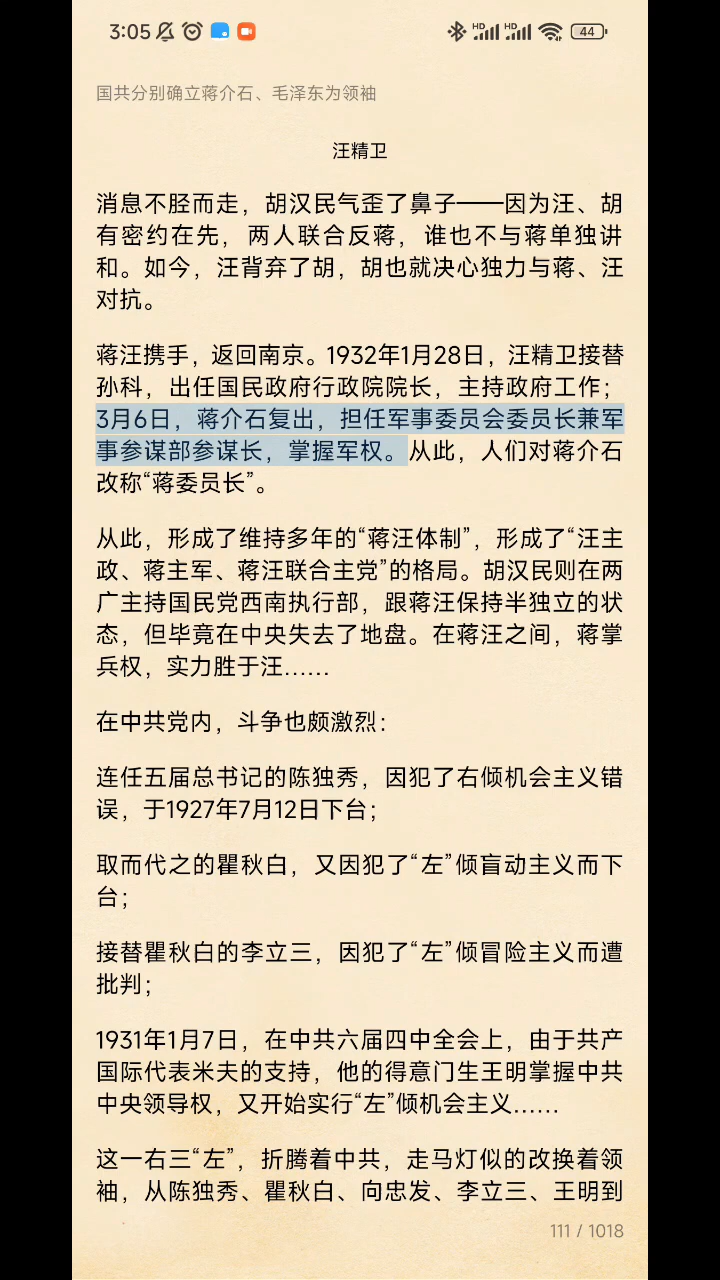 3:05
HD HD 44
国共分别确立蒋介石、毛泽东为领袖
汪精卫
消息不胫而走，胡汉民气歪了鼻子——因为汪、胡
有密约在先，两人联合反蒋，谁也不与蒋单独讲
和。如今，汪背弃了胡，胡也就决心独力与蒋、汪
对抗。
蒋汪携手，返回南京。1932年1月28日，汪精卫接替
孙科，出任国民政府行政院院长，主持政府工作；
3月6日，蒋介石复出，担任军事委员会委员长兼军
事参谋部参谋长，掌握军权。从此，人们对蒋介石
改称“蒋委员长”。
从此，形成了维持多年的“蒋汪体制”，形成了“汪主
政、蒋主军、蒋汪联合主党”的格局。胡汉民则在两
广主持国民党西南执行部，跟蒋汪保持半独立的状
态，但毕竟在中央失去了地盘。在蒋汪之间，蒋掌
兵权，实力胜于汪……
在中共党内，斗争也颇激烈：
连任五届总书记的陈独秀，因犯了右倾机会主义错
误，于1927年7月12日下台；
取而代之的瞿秋白，又因犯了“左”倾盲动主义而下
台；
接替瞿秋白的李立三，因犯了“左”倾冒险主义而遭
批判；
1931年1月7日，在中共六届四中全会上，由于共产
国际代表米夫的支持，他的得意门生王明掌握中共
中央领导权，又开始实行“左”倾机会主义……
这一右三“左”，折腾着中共，走马灯似的改换着领
袖，从陈独秀、瞿秋白、向忠发、李立三、王明到
111 / 1018